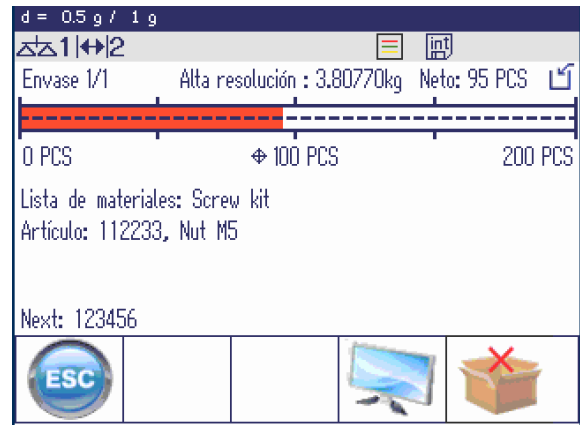 d = 0.5 g / 1 g
1 2
int
Envase 1/1 Alta resolución : 3.80770kg Neto: 95 PCS
0 PCS 100 PCS 200 PCS
Lista de materiales: Screw kit
Artículo: 112233, Nut M5
Next: 123456
ESC